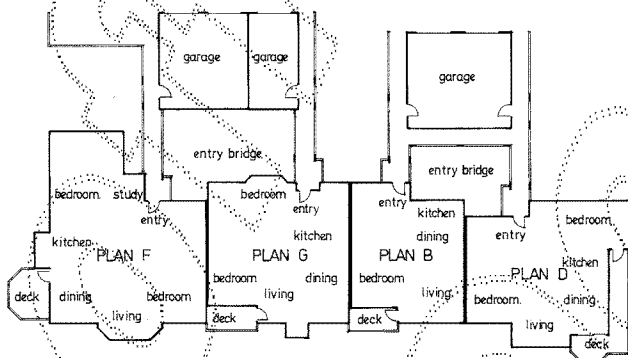 garage
garage
garage
entry bridge
entry bridge
bedroom
study
entry
kitchen
PLAN F
deck
dining
bedroom
living
bedroom
entry
kitchen
PLAN G
bedroom
dining
living
deck
entry
kitchen
dining
PLAN B
bedroom
living
deck
bedroom
entry
kitchen
PLAN D
bedroom
dining
living
deck